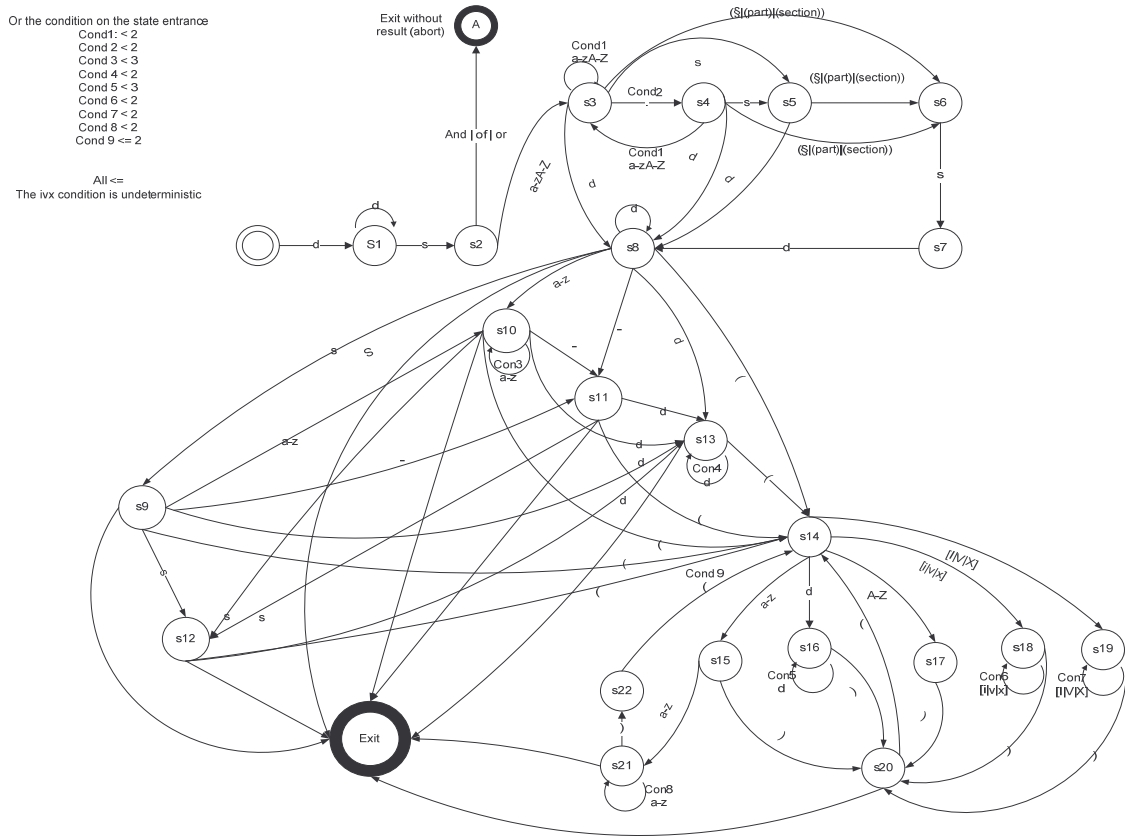 Or the condition on the state entrance
Cond1: < 2
Cond 2 < 2
Cond 3 < 3
Cond 4 < 2
Cond 5 < 3
Cond 6 < 2
Cond 7 < 2
Cond 8 < 2
Cond 9 <= 2
All <=
The ivx condition is undeterministic
Exit without
result (abort)
A
And | of | or
(§|(part)|(section))
Cond1
a-zA-Z
s
(§|(part)|(section))
s3
Cond2
.
s4
s
s5
s6
Cond1
a-zA-Z
(§|(part)|(section))
a-zA-Z
d
d
d
s
d
d
d
S1
s
s2
s8
d
s7
a-z
s
S
s10
-
-
d
(
Con3
a-z
s11
d
s13
a-z
-
d
d
Con4
d
(
d
s9
s14
(
(
(
[I|V|X]
[i|v|x]
s
Cond 9
(
(
a-z
d
A-Z
(
s12
s
s
s15
s16
s17
s18
s19
Con5
d
Con6
[i|v|x]
Con7
[I|V|X]
s22
)
)
a-z
)
)
)
)
Exit
s21
s20
Con8
a-z